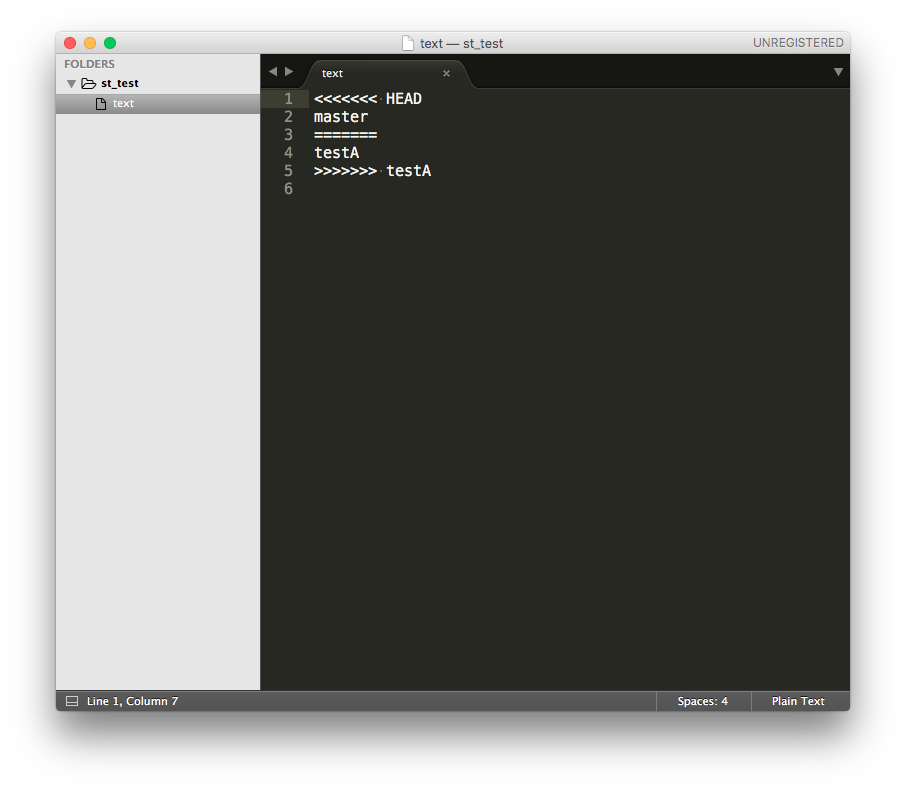 text — st_test
UNREGISTERED
FOLDERS
st_test
text
text
1 <<<<<<< HEAD
2 master
3 =======
4 testA
5 >>>>>>> testA
6
Line 1, Column 7
Spaces: 4
Plain Text